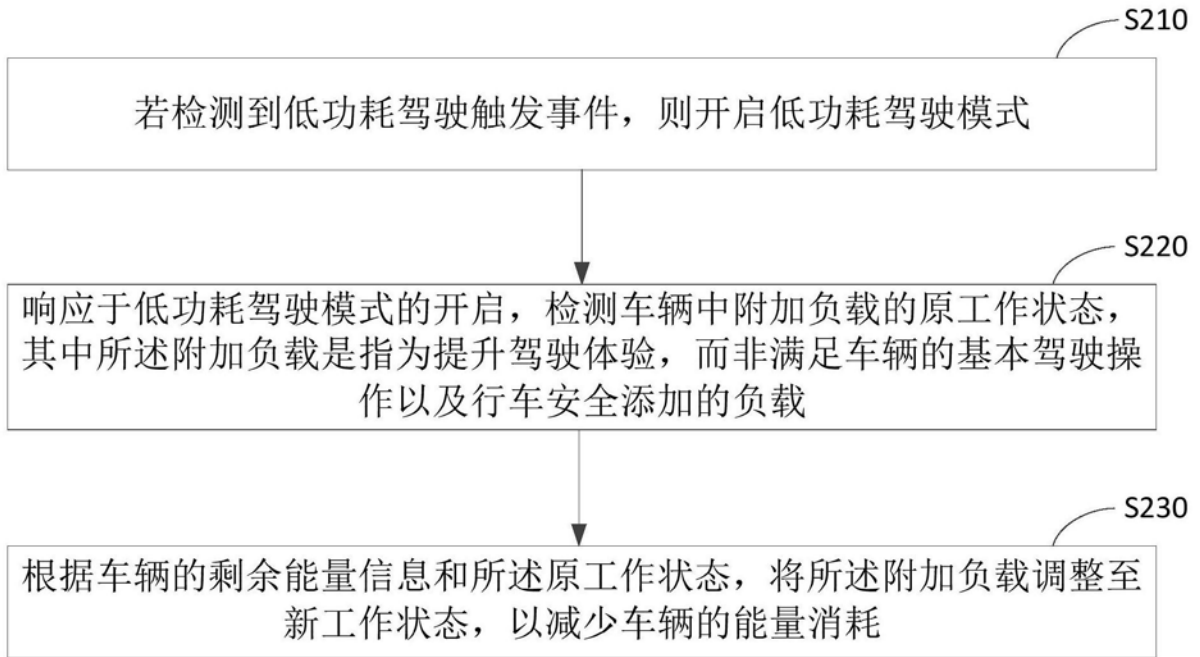 S210
若检测到低功耗驾驶触发事件，则开启低功耗驾驶模式
S220
响应于低功耗驾驶模式的开启，检测车辆中附加负载的原工作状态，
其中所述附加负载是指为提升驾驶体验，而非满足车辆的基本驾驶操
作以及行车安全添加的负载
S230
根据车辆的剩余能量信息和所述原工作状态，将所述附加负载调整至
新工作状态，以减少车辆的能量消耗